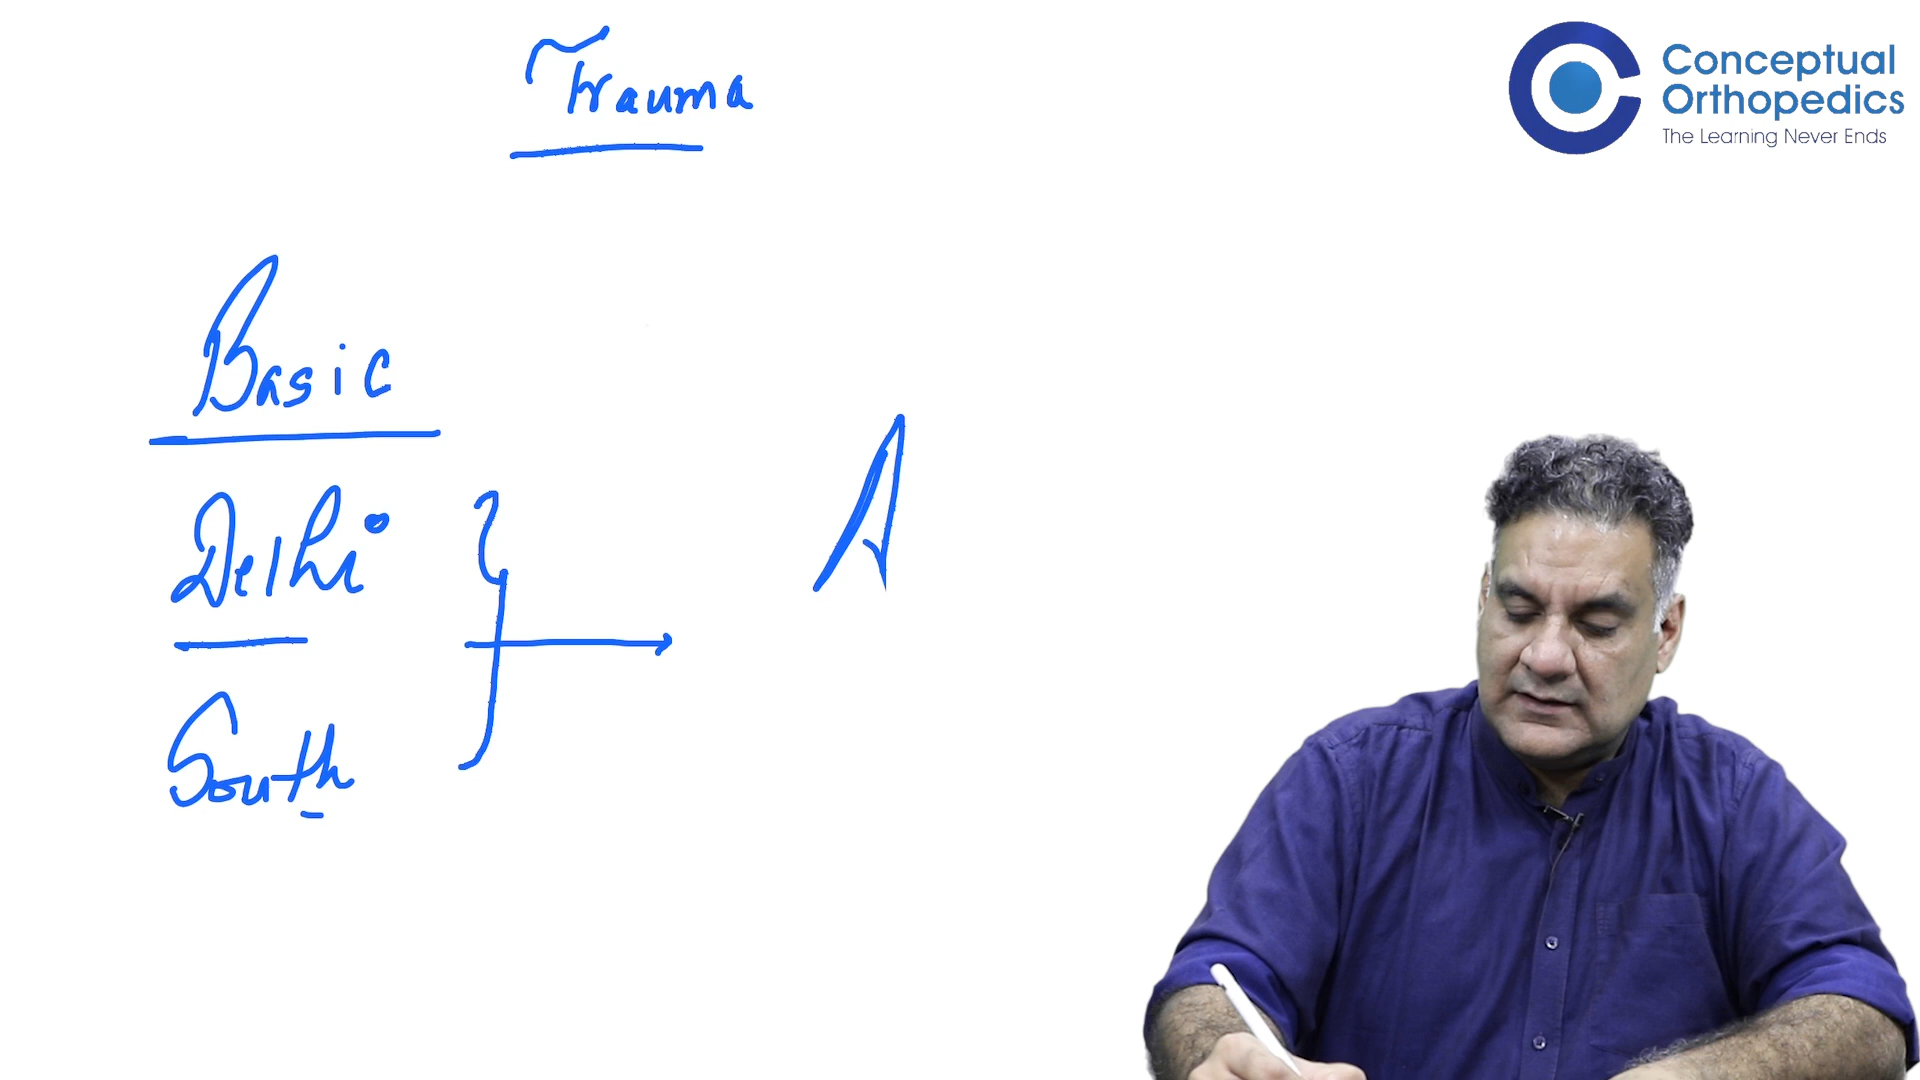 Trauma
Conceptual
Orthopedics
The Learning Never Ends
Basic
Delhi
South
A